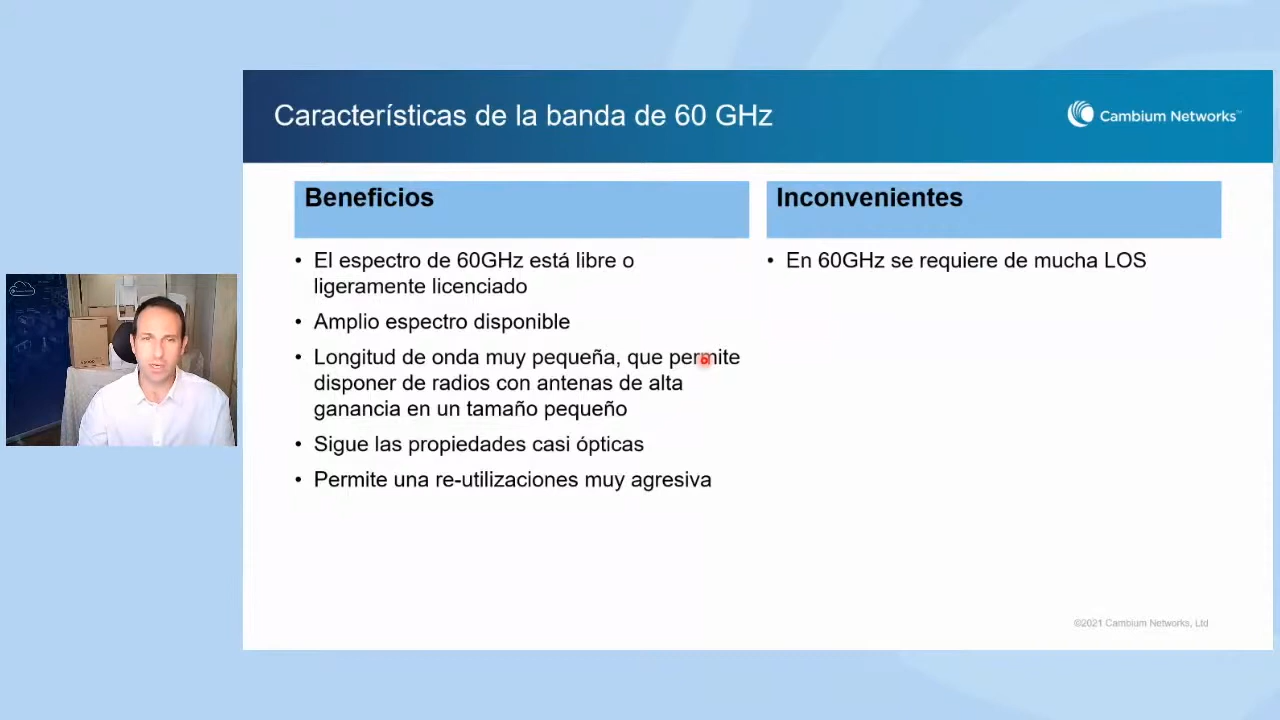 Características de la banda de 60 GHz
Cambium Networks™
Beneficios
• El espectro de 60GHz está libre o
ligeramente licenciado
• Amplio espectro disponible
• Longitud de onda muy pequeña, que permite
disponer de radios con antenas de alta
ganancia en un tamaño pequeño
• Sigue las propiedades casi ópticas
• Permite una re-utilizaciones muy agresiva
Inconvenientes
• En 60GHz se requiere de mucha LOS
©2021 Cambium Networks, Ltd